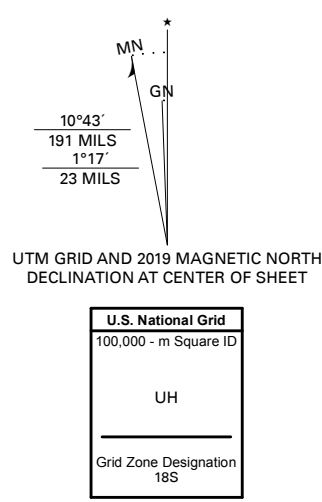 ★
MN
GN
10°43´
191 MILS
1°17´
23 MILS
UTM GRID AND 2019 MAGNETIC NORTH
DECLINATION AT CENTER OF SHEET
U.S. National Grid
100,000 - m Square ID
UH
Grid Zone Designation
18S